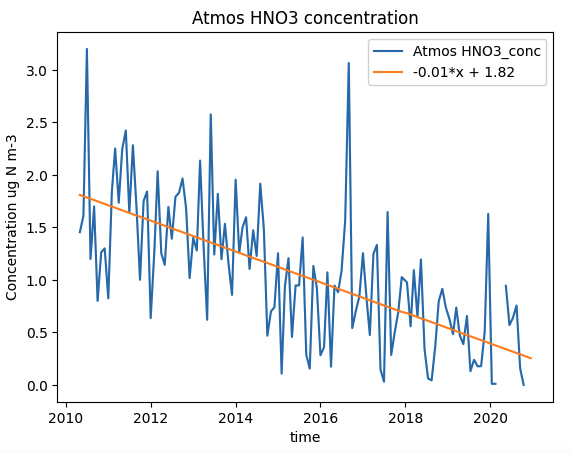 Atmos HNO3 concentration
Atmos HNO3_conc
-0.01*x + 1.82
3.0
2.5
2.0
1.5
1.0
0.5
0.0
Concentration ug N m-3
2010 2012 2014 2016 2018 2020
time